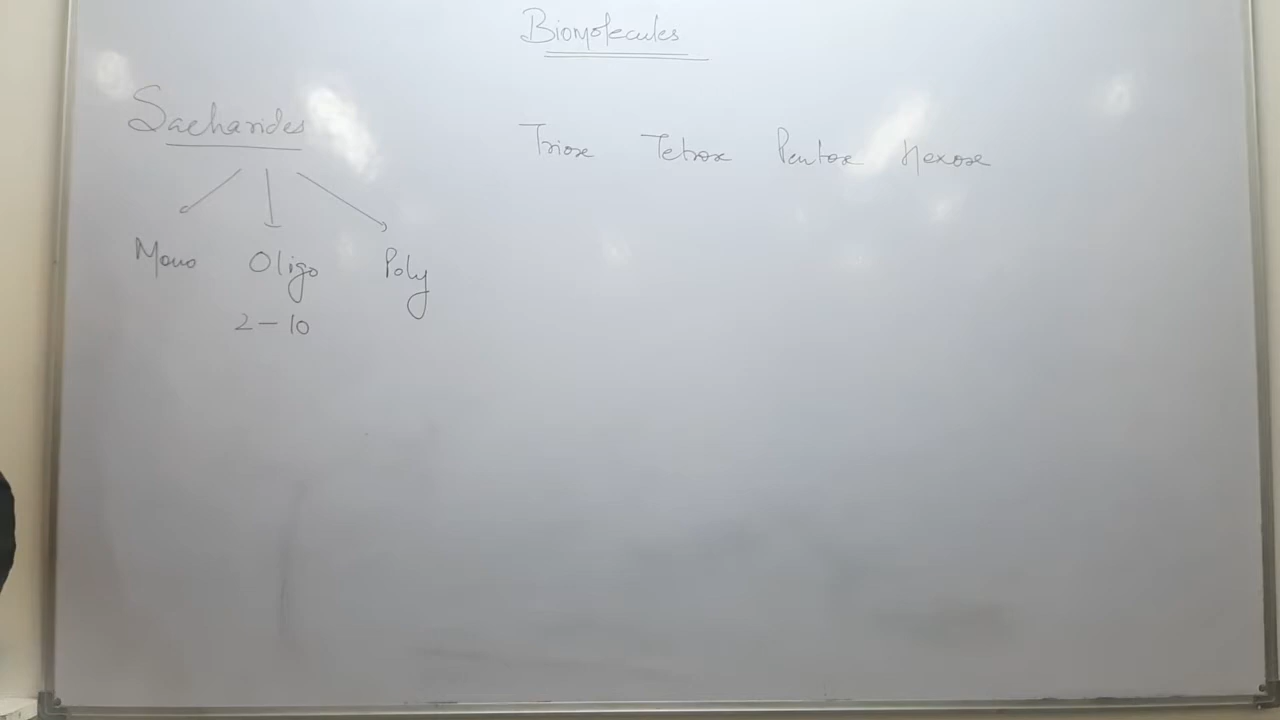 Biomolecules
Sacharides
Triose Tetrose Pentose Hexose
Mono Oligo Poly
2-10